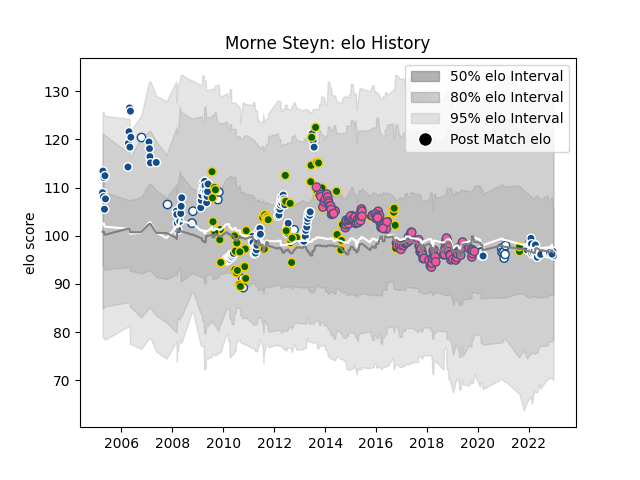 Morne Steyn: elo History
50% elo Interval
80% elo Interval
95% elo Interval
Post Match elo
elo score
130
120
110
100
90
80
70
2006 2008 2010 2012 2014 2016 2018 2020 2022